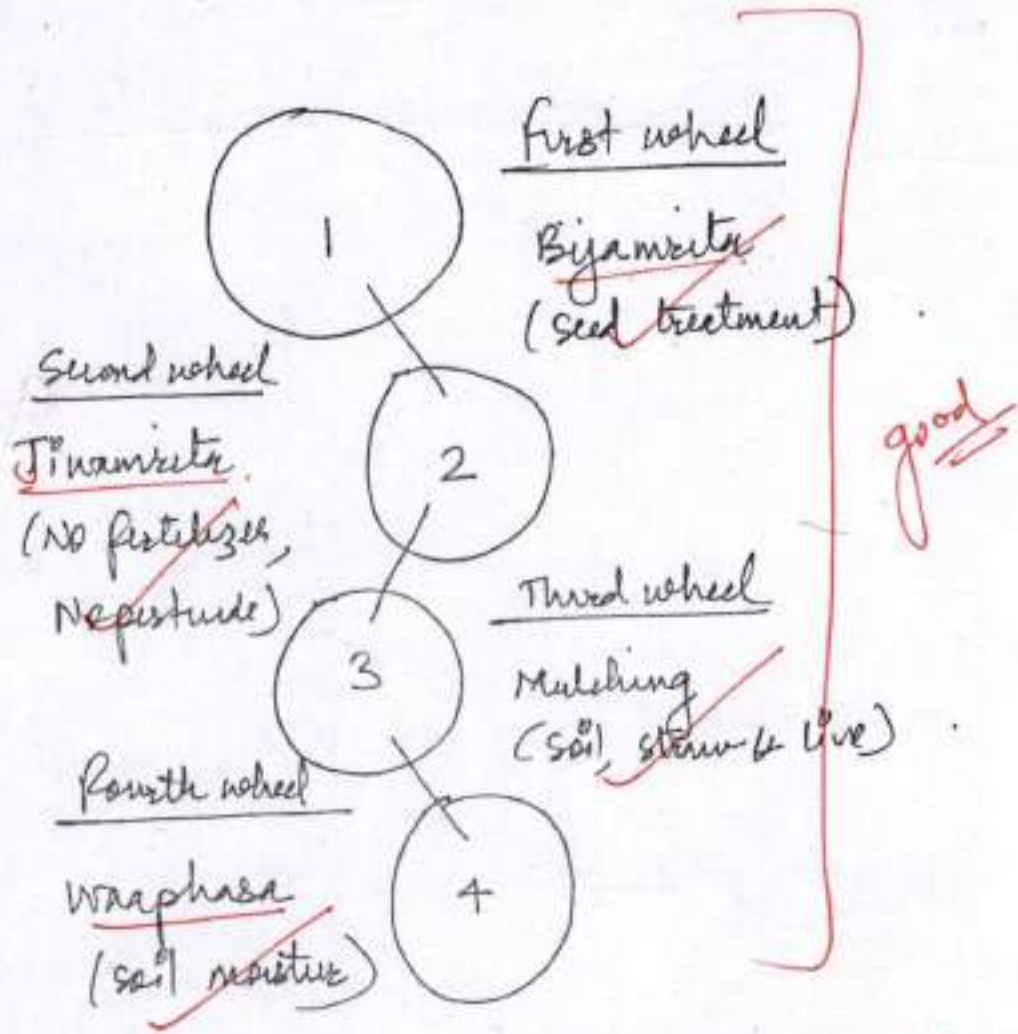 First wheel
1
Bijamrita
(seed treatment)
Second wheel
Jivamrita
(No fertilizer,
No pesticide)
2
good
Third wheel
3
Mulching
(soil, straw & live)
Fourth wheel
4
Waaphasa
(soil moistur)